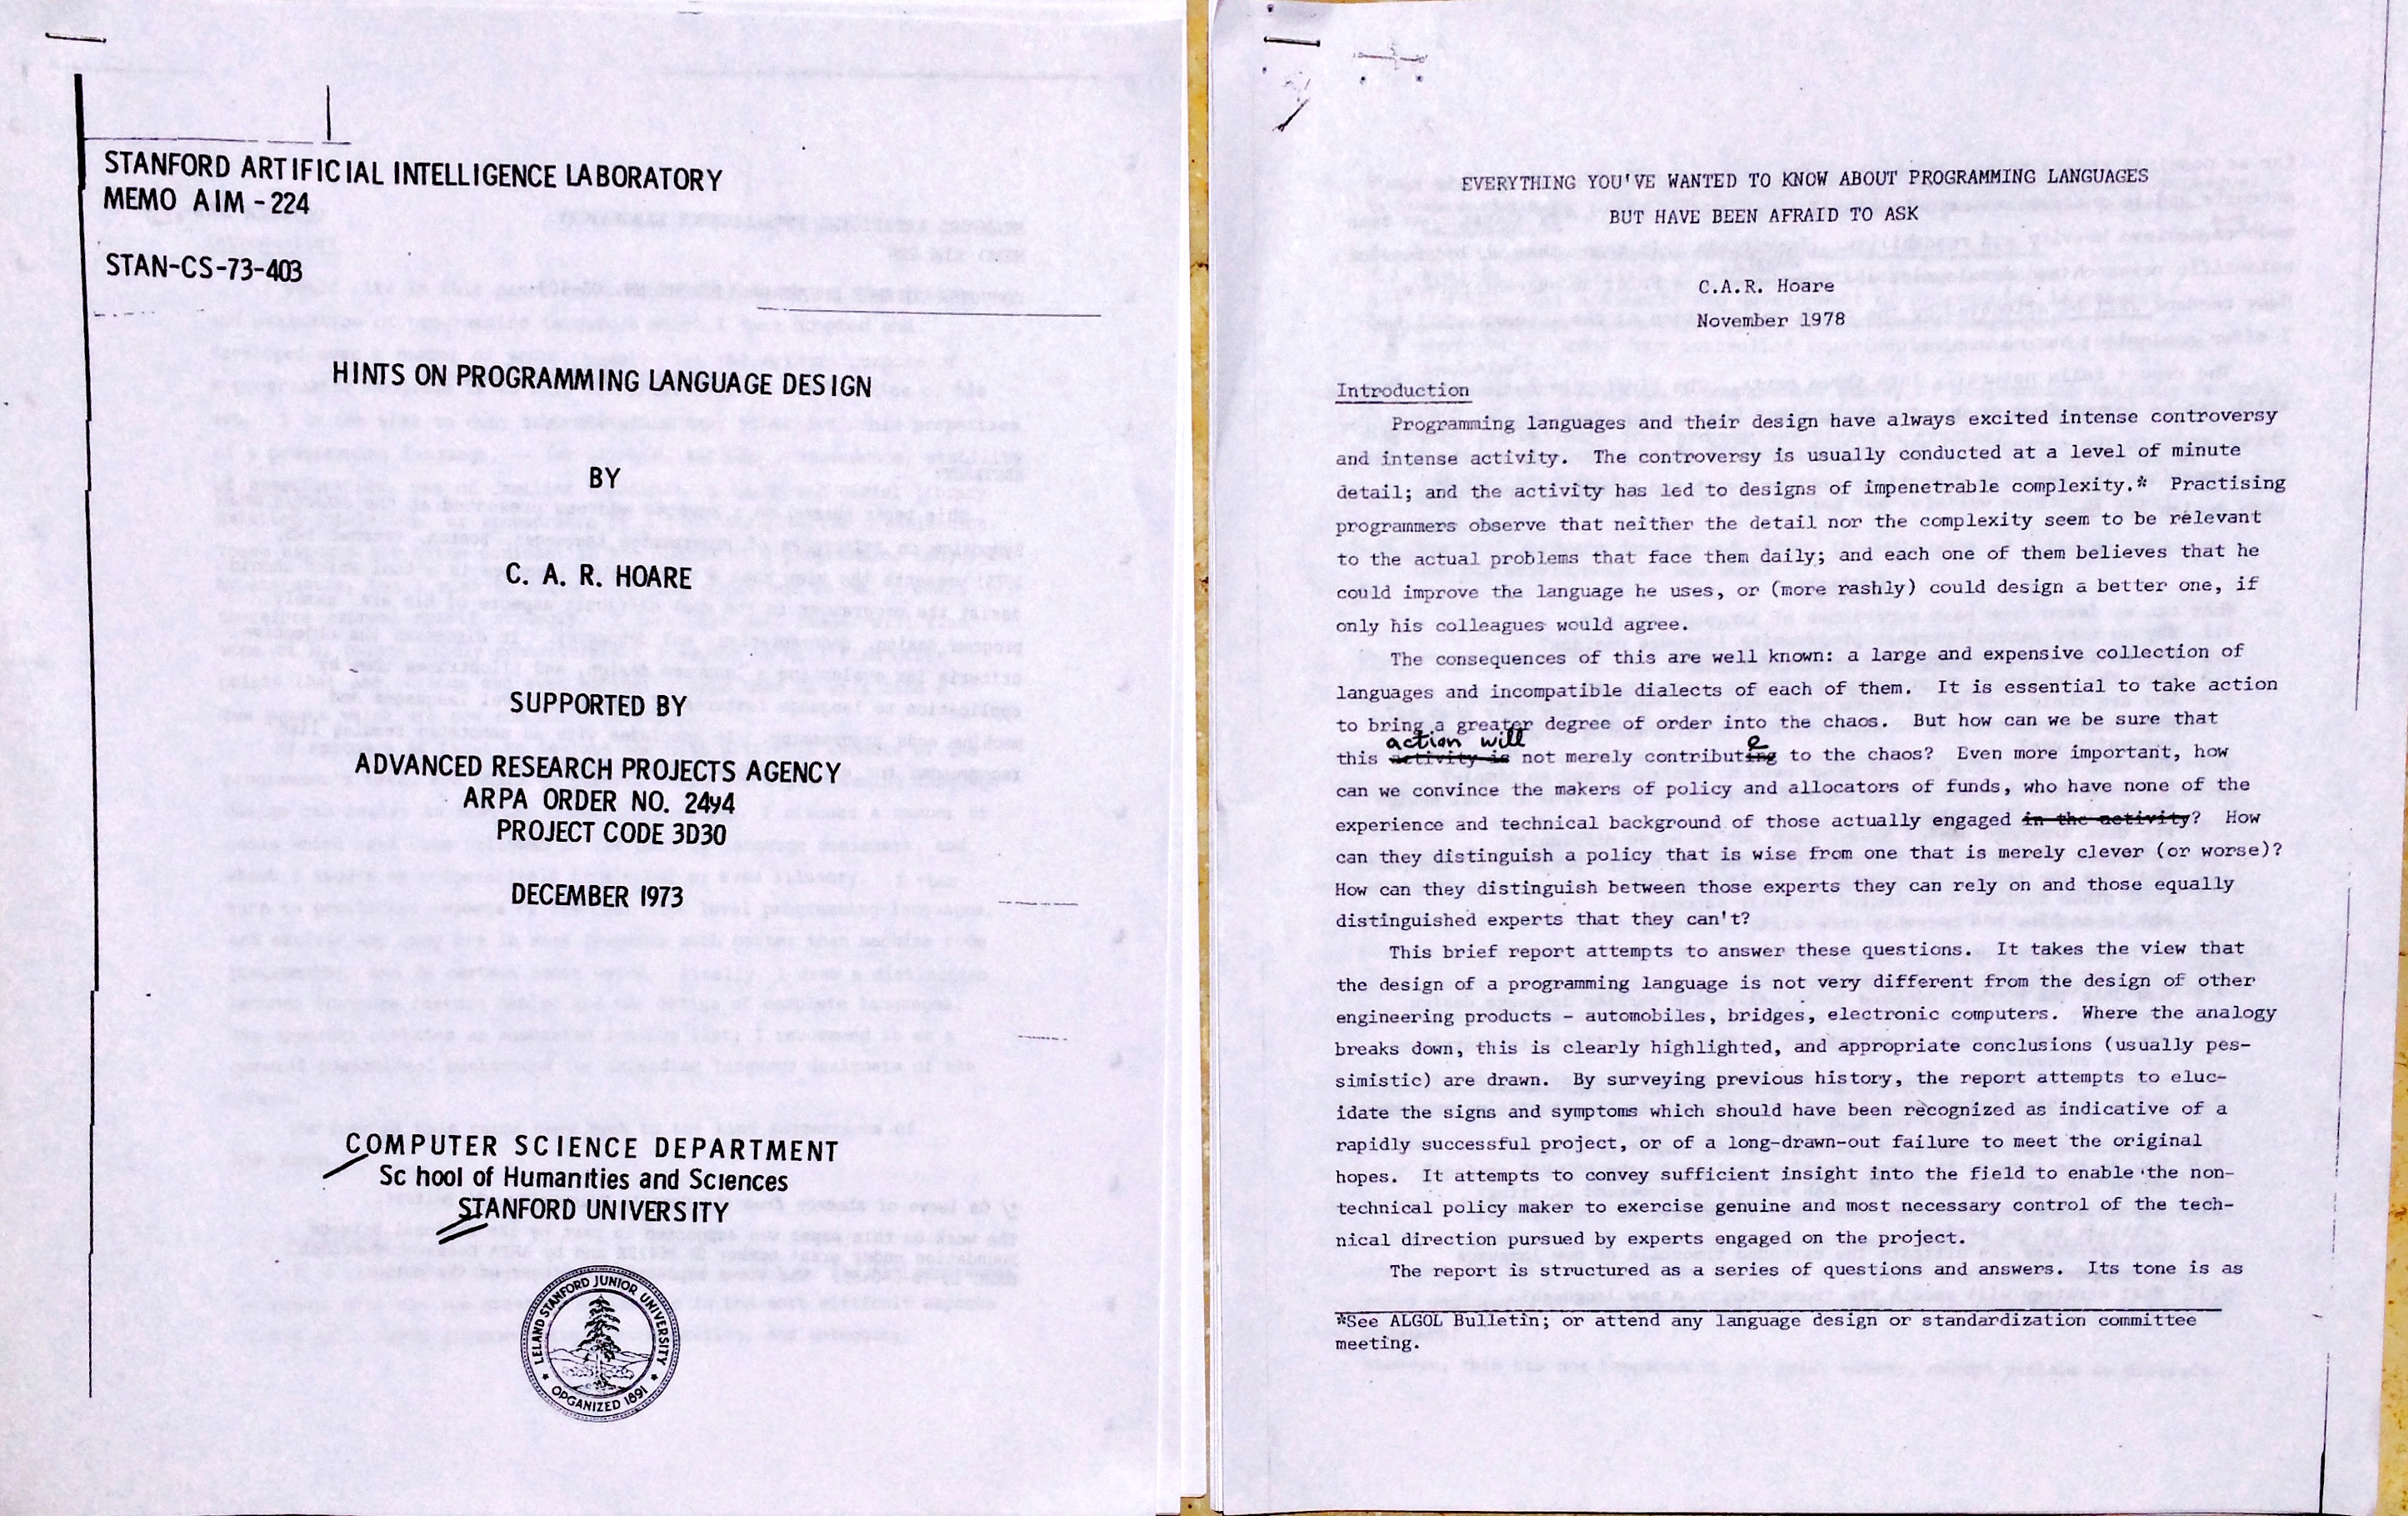 STANFORD ARTIFICIAL INTELLIGENCE LABORATORY
MEMO AIM - 224
STAN-CS-73-403
HINTS ON PROGRAMMING LANGUAGE DESIGN
BY
C. A. R. HOARE
SUPPORTED BY
ADVANCED RESEARCH PROJECTS AGENCY
ARPA ORDER NO. 2494
PROJECT CODE 3D30
DECEMBER 1973
COMPUTER SCIENCE DEPARTMENT
School of Humanities and Sciences
STANFORD UNIVERSITY
LELAND STANFORD JUNIOR UNIVERSITY
ORGANIZED 1891
EVERYTHING YOU'VE WANTED TO KNOW ABOUT PROGRAMMING LANGUAGES
BUT HAVE BEEN AFRAID TO ASK
C.A.R. Hoare
November 1978
Introduction
Programming languages and their design have always excited intense controversy
and intense activity. The controversy is usually conducted at a level of minute
detail; and the activity has led to designs of impenetrable complexity.* Practising
programmers observe that neither the detail nor the complexity seem to be relevant
to the actual problems that face them daily; and each one of them believes that he
could improve the language he uses, or (more rashly) could design a better one, if
only his colleagues would agree.
The consequences of this are well known: a large and expensive collection of
languages and incompatible dialects of each of them. It is essential to take action
to bring a greater degree of order into the chaos. But how can we be sure that
action will e
this activity is not merely contributing to the chaos? Even more important, how
can we convince the makers of policy and allocators of funds, who have none of the
experience and technical background of those actually engaged in the activity? How
can they distinguish a policy that is wise from one that is merely clever (or worse)?
How can they distinguish between those experts they can rely on and those equally
distinguished experts that they can't?
This brief report attempts to answer these questions. It takes the view that
the design of a programming language is not very different from the design of other
engineering products - automobiles, bridges, electronic computers. Where the analogy
breaks down, this is clearly highlighted, and appropriate conclusions (usually pes-
simistic) are drawn. By surveying previous history, the report attempts to eluc-
idate the signs and symptoms which should have been recognized as indicative of a
rapidly successful project, or of a long-drawn-out failure to meet the original
hopes. It attempts to convey sufficient insight into the field to enable the non-
technical policy maker to exercise genuine and most necessary control of the tech-
nical direction pursued by experts engaged on the project.
The report is structured as a series of questions and answers. Its tone is as
*See ALGOL Bulletin; or attend any language design or standardization committee
meeting.